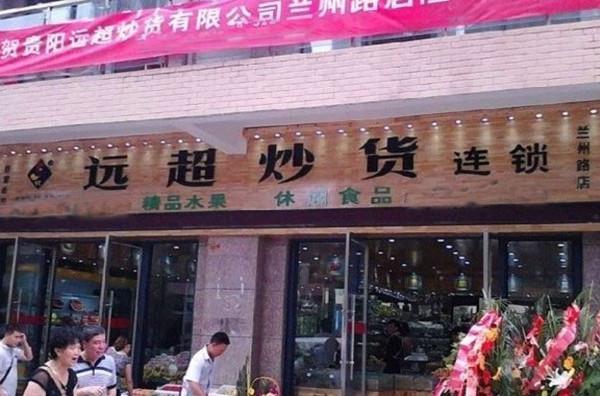 贺贵阳远超炒货有限公司兰州路店
远超炒货连锁
兰州路店
精品水果 休闲食品